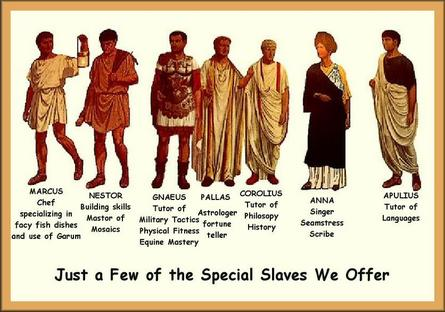 MARCUS
Chef
specializing in
facy fish dishes
and use of Garum
NESTOR
Building skills
Mastor of
Mosaics
GNAEUS
Tutor of
Military Tactics
Physical Fitness
Equine Mastery
PALLAS
Astrologer
fortune
teller
COROLIUS
Tutor of
Philosopy
History
ANNA
Singer
Seamstress
Scribe
APULIUS
Tutor of
Languages
Just a Few of the Special Slaves We Offer